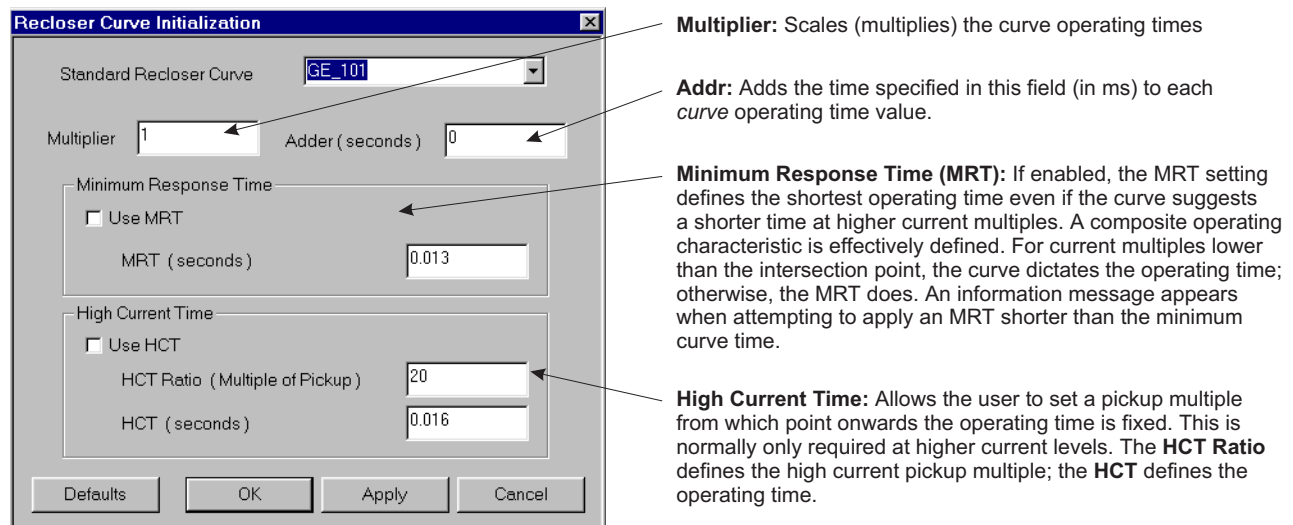 Recloser Curve Initialization
Standard Recloser Curve GE_101
Multiplier 1 Adder ( seconds ) 0
Minimum Response Time
Use MRT
MRT ( seconds ) 0.013
High Current Time
Use HCT
HCT Ratio ( Multiple of Pickup ) 20
HCT ( seconds ) 0.016
Defaults OK Apply Cancel
Multiplier: Scales (multiplies) the curve operating times
Addr: Adds the time specified in this field (in ms) to each
curve operating time value.
Minimum Response Time (MRT): If enabled, the MRT setting
defines the shortest operating time even if the curve suggests
a shorter time at higher current multiples. A composite operating
characteristic is effectively defined. For current multiples lower
than the intersection point, the curve dictates the operating time;
otherwise, the MRT does. An information message appears
when attempting to apply an MRT shorter than the minimum
curve time.
High Current Time: Allows the user to set a pickup multiple
from which point onwards the operating time is fixed. This is
normally only required at higher current levels. The HCT Ratio
defines the high current pickup multiple; the HCT defines the
operating time.